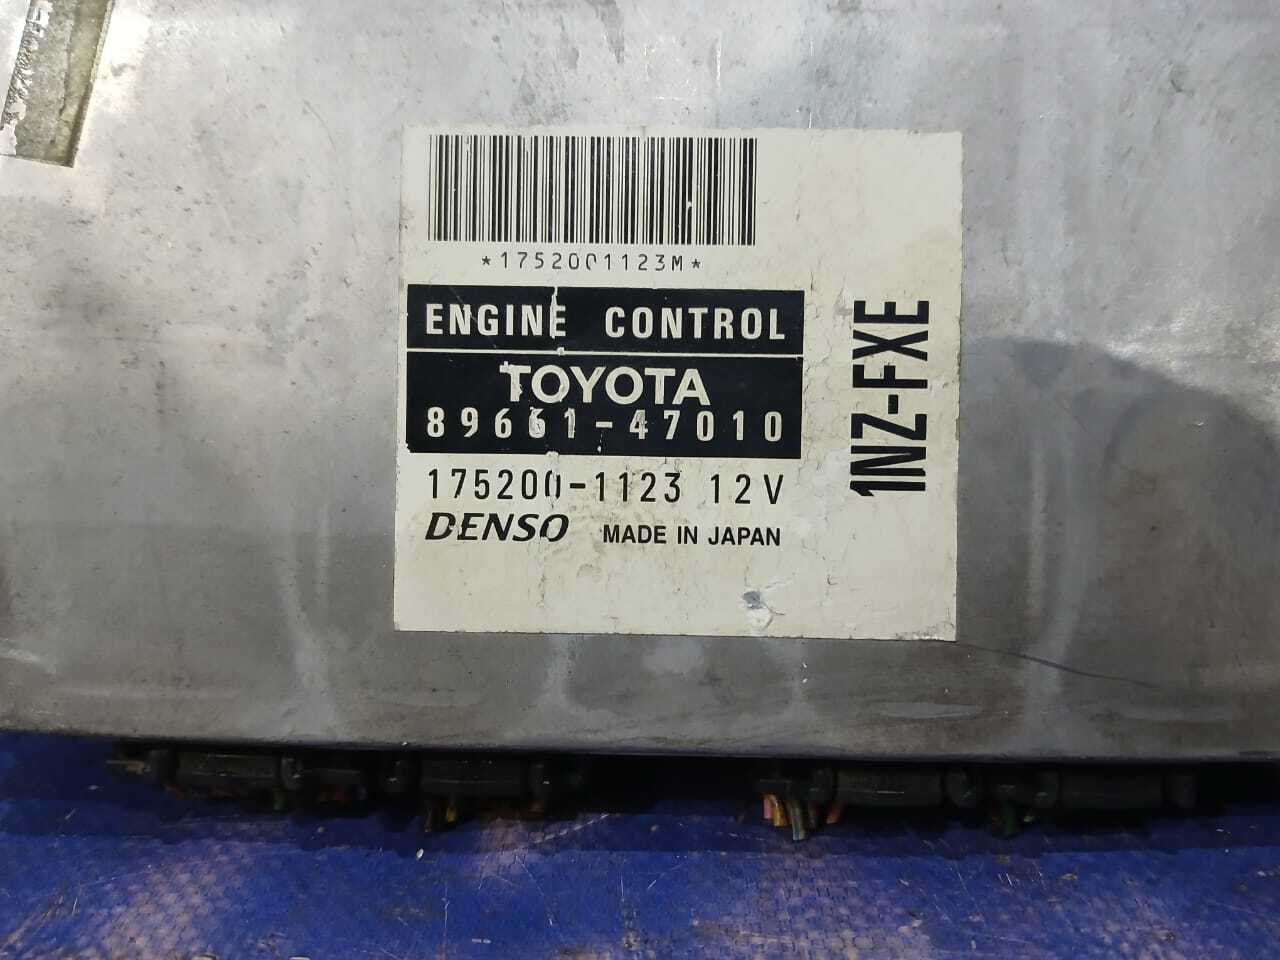 *1752001123M*
ENGINE CONTROL
TOYOTA
89661-47010
175200-1123 12V
DENSO MADE IN JAPAN
1NZ-FXE